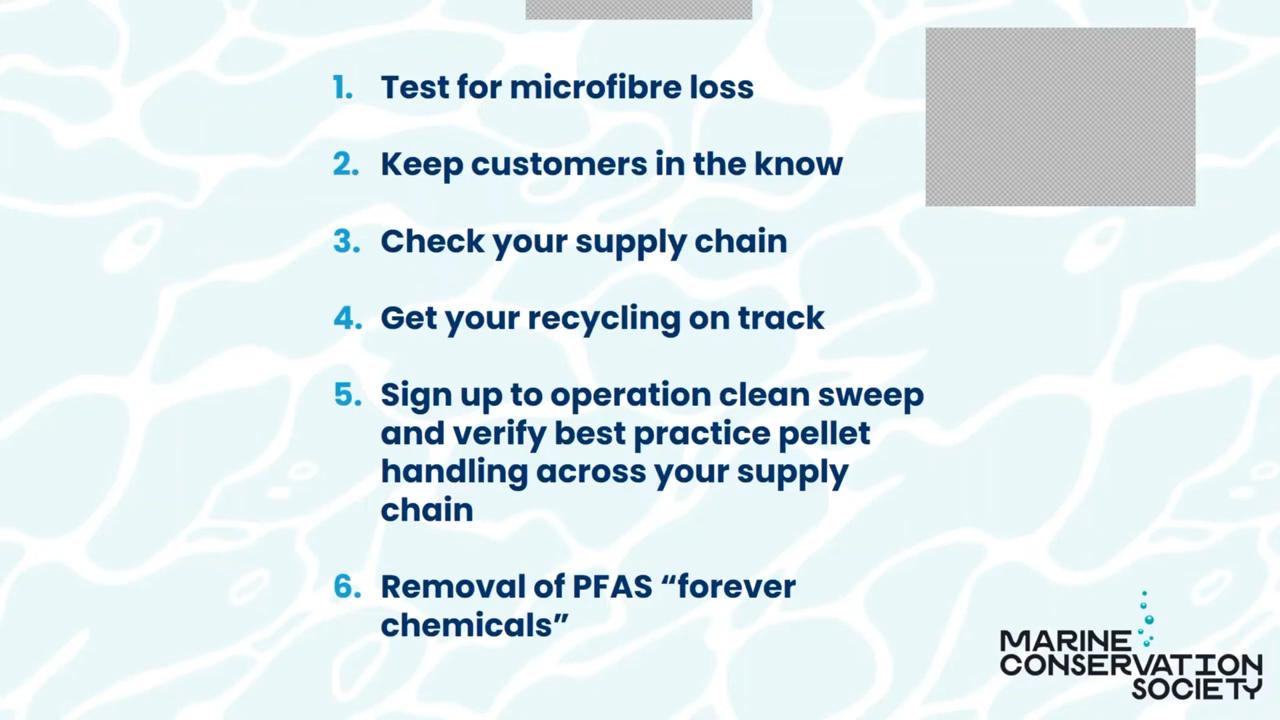 1. Test for microfibre loss
2. Keep customers in the know
3. Check your supply chain
4. Get your recycling on track
5. Sign up to operation clean sweep
and verify best practice pellet
handling across your supply
chain
6. Removal of PFAS “forever
chemicals”
MARINE
CONSERVATION
SOCIETY